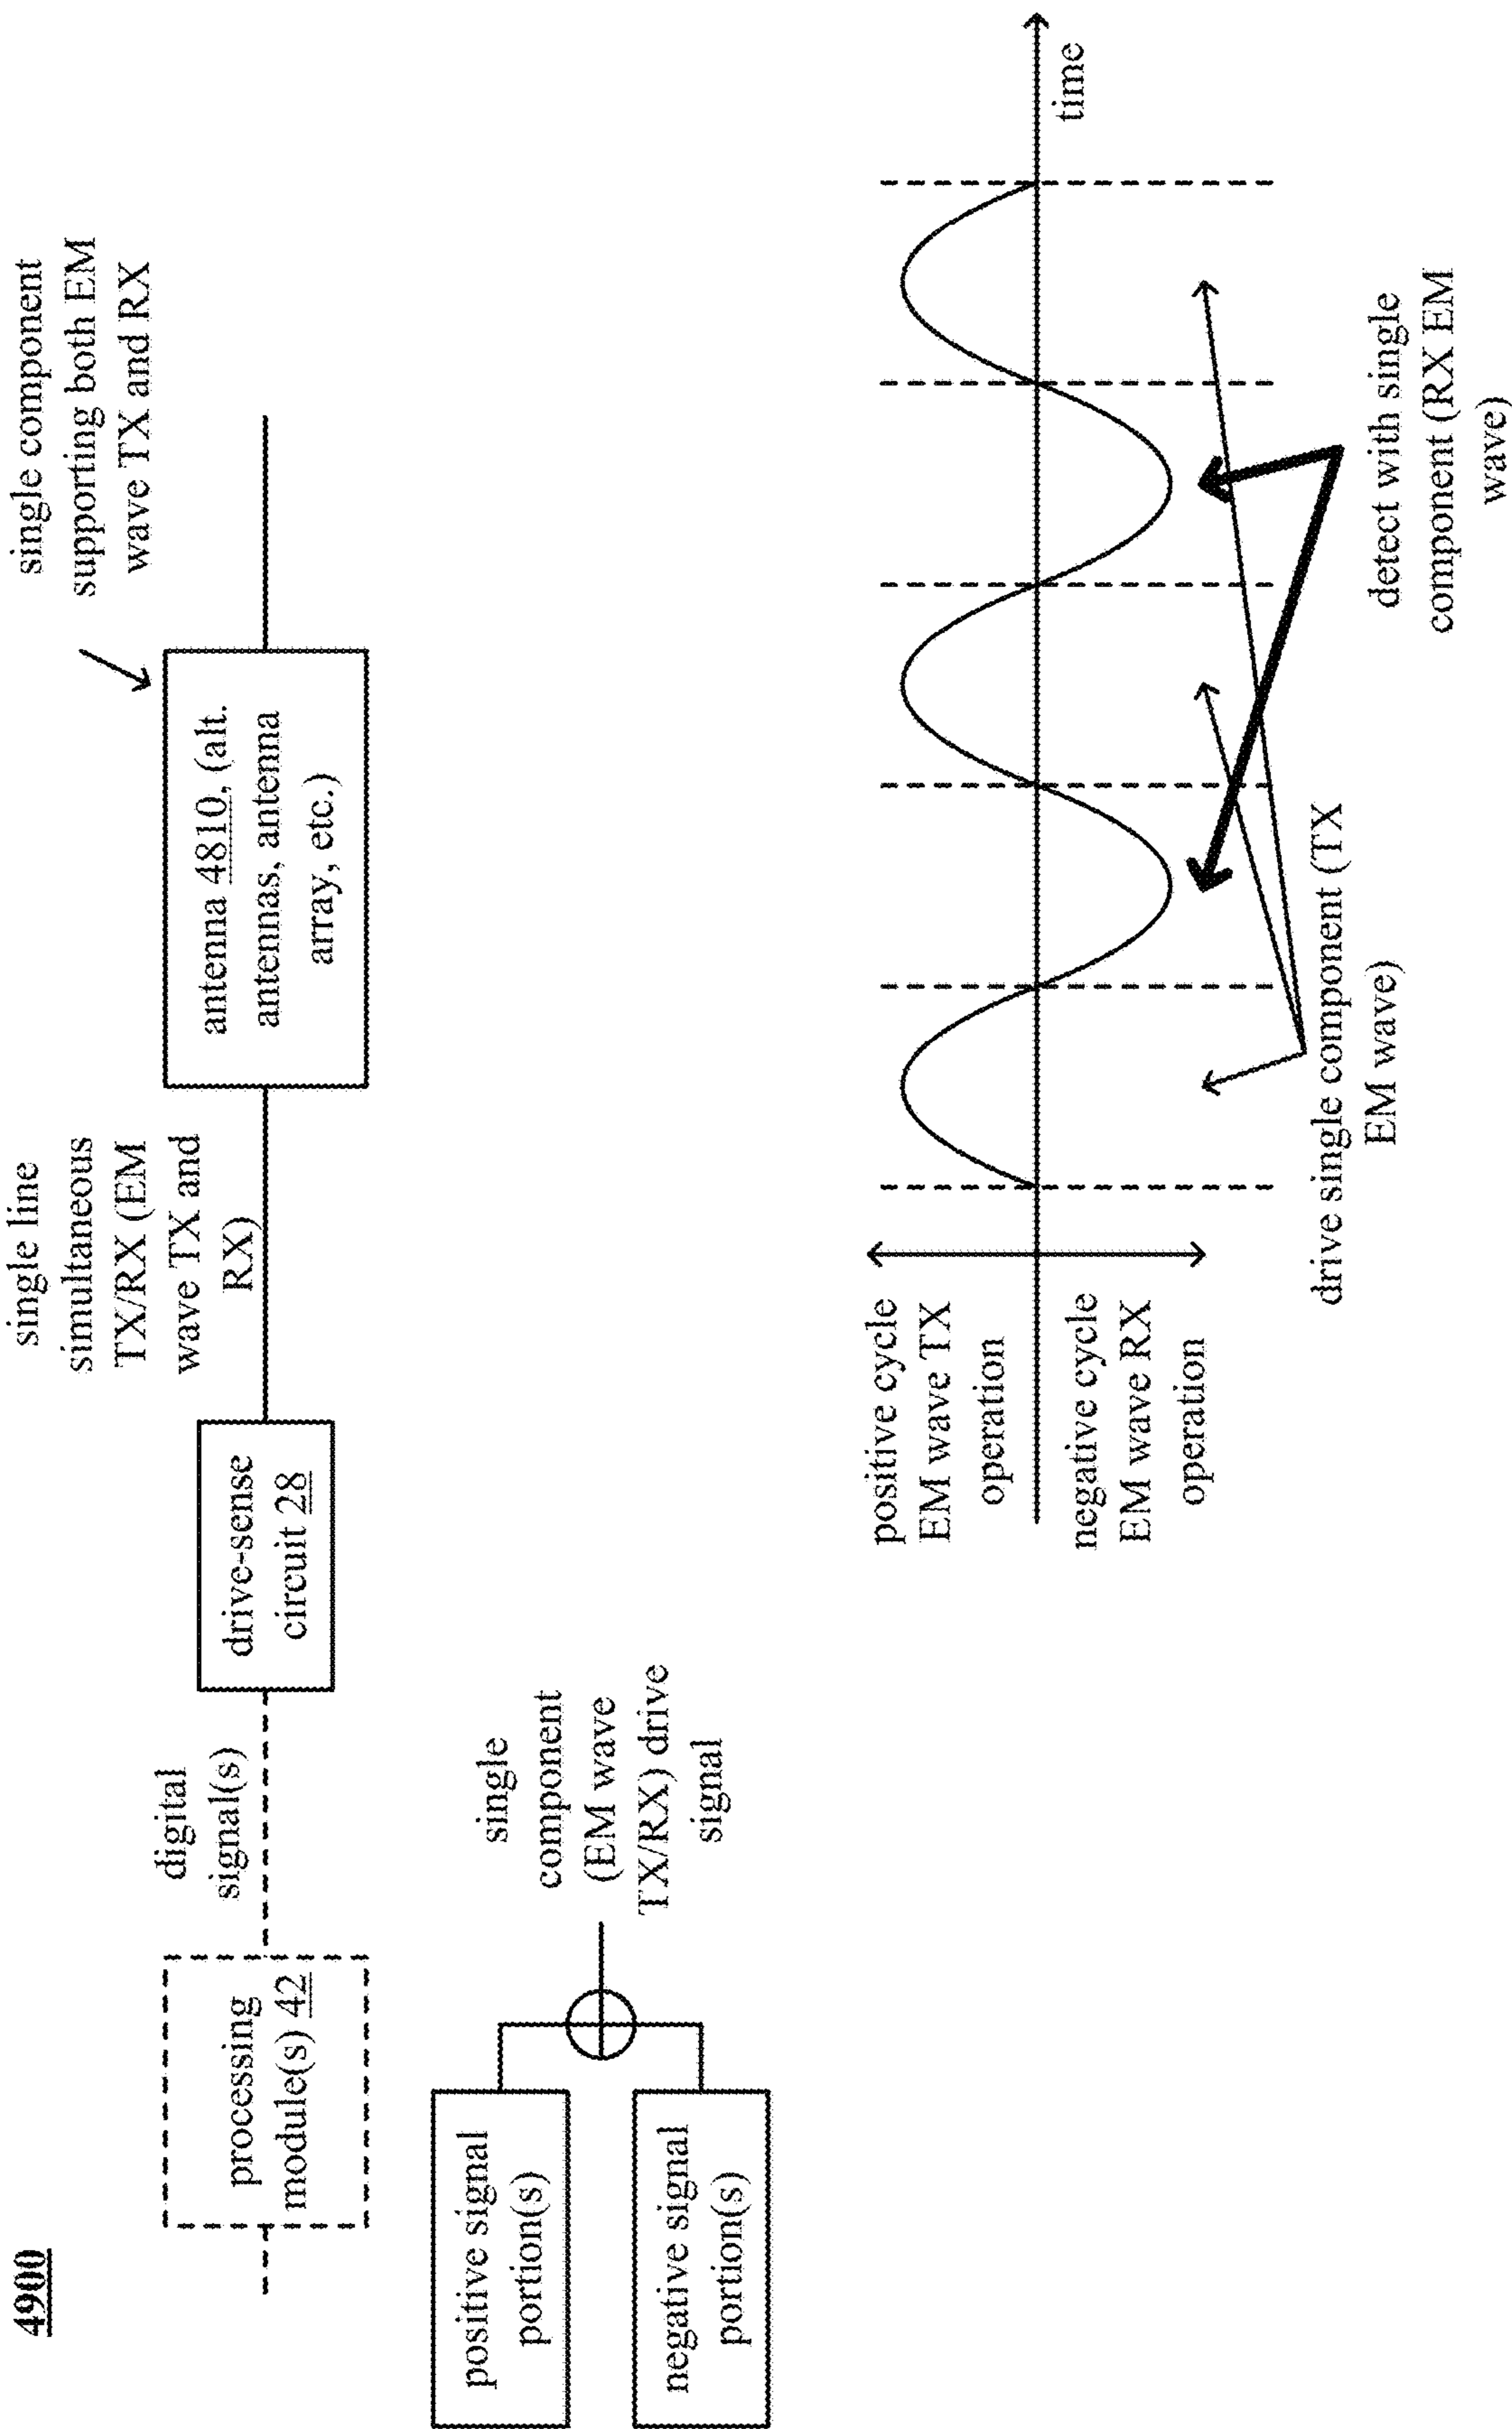 4900
processing
module(s) 42
digital
signal(s)
drive-sense
circuit 28
single line
simultaneous
TX/RX (EM
wave TX and
RX)
antenna 4810, (alt.
antennas, antenna
array, etc.)
single component
supporting both EM
wave TX and RX
positive signal
portion(s)
negative signal
portion(s)
single
component
(EM wave
TX/RX) drive
signal
positive cycle
EM wave TX
operation
negative cycle
EM wave RX
operation
time
drive single component (TX
EM wave)
detect with single
component (RX EM
wave)